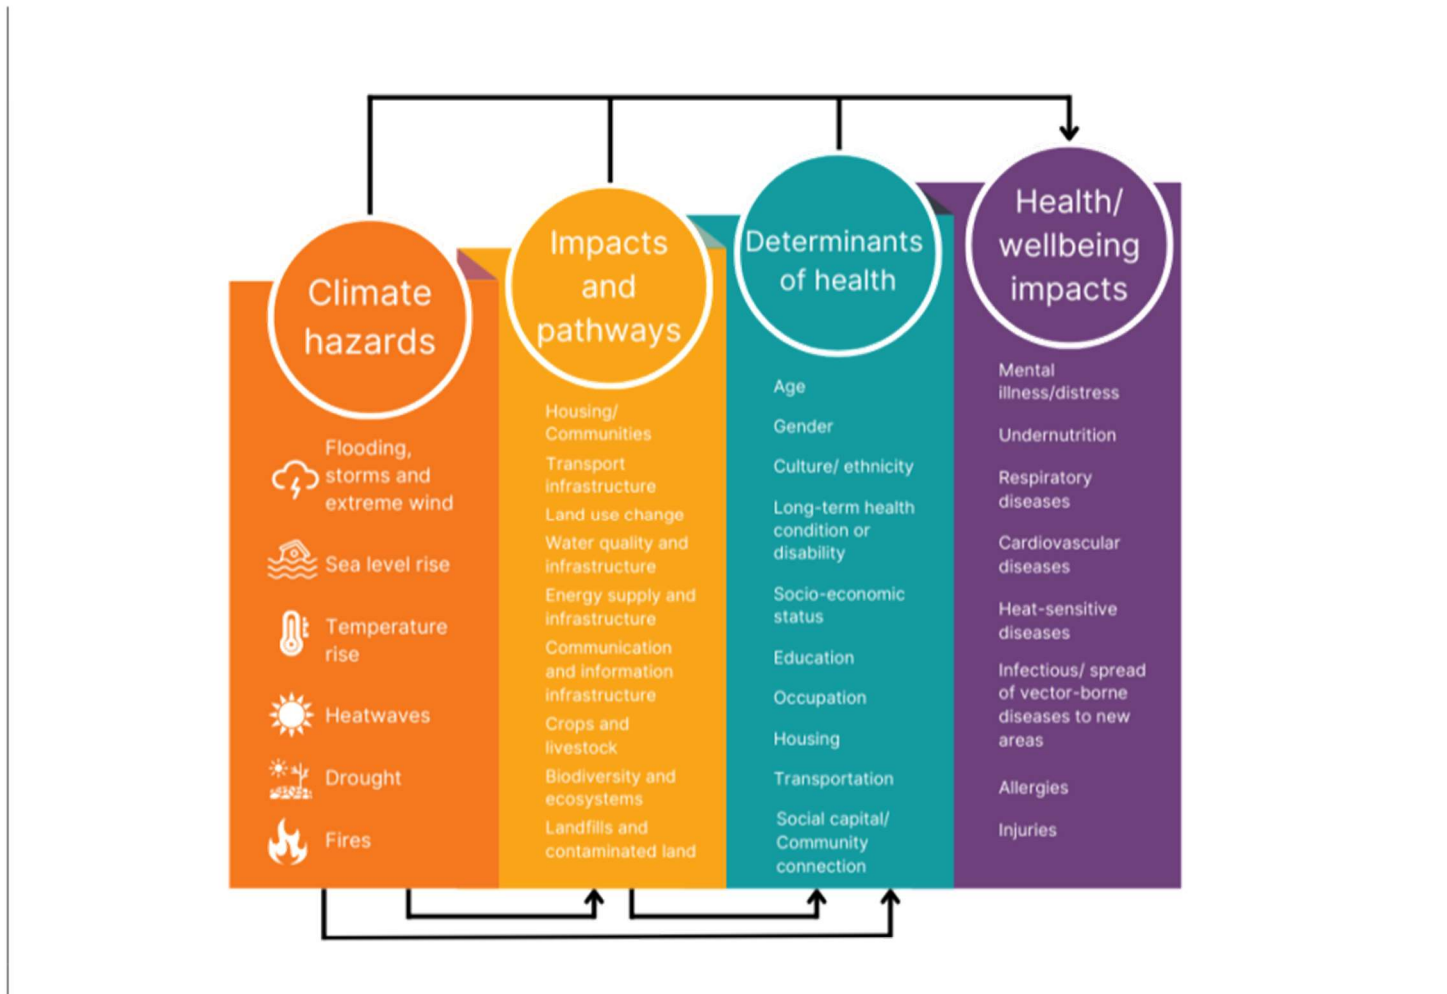 Climate
hazards
Flooding,
storms and
extreme wind
Sea level rise
Temperature
rise
Heatwaves
Drought
Fires
Impacts
and
pathways
Housing/
Communities
Transport
infrastructure
Land use change
Water quality and
infrastructure
Energy supply and
infrastructure
Communication
and information
infrastructure
Crops and
livestock
Biodiversity and
ecosystems
Landfills and
contaminated land
Determinants
of health
Age
Gender
Culture/ ethnicity
Long-term health
condition or
disability
Socio-economic
status
Education
Occupation
Housing
Transportation
Social capital/
Community
connection
Health/
wellbeing
impacts
Mental
illness/distress
Undernutrition
Respiratory
diseases
Cardiovascular
diseases
Heat-sensitive
diseases
Infectious/ spread
of vector-borne
diseases to new
areas
Allergies
Injuries